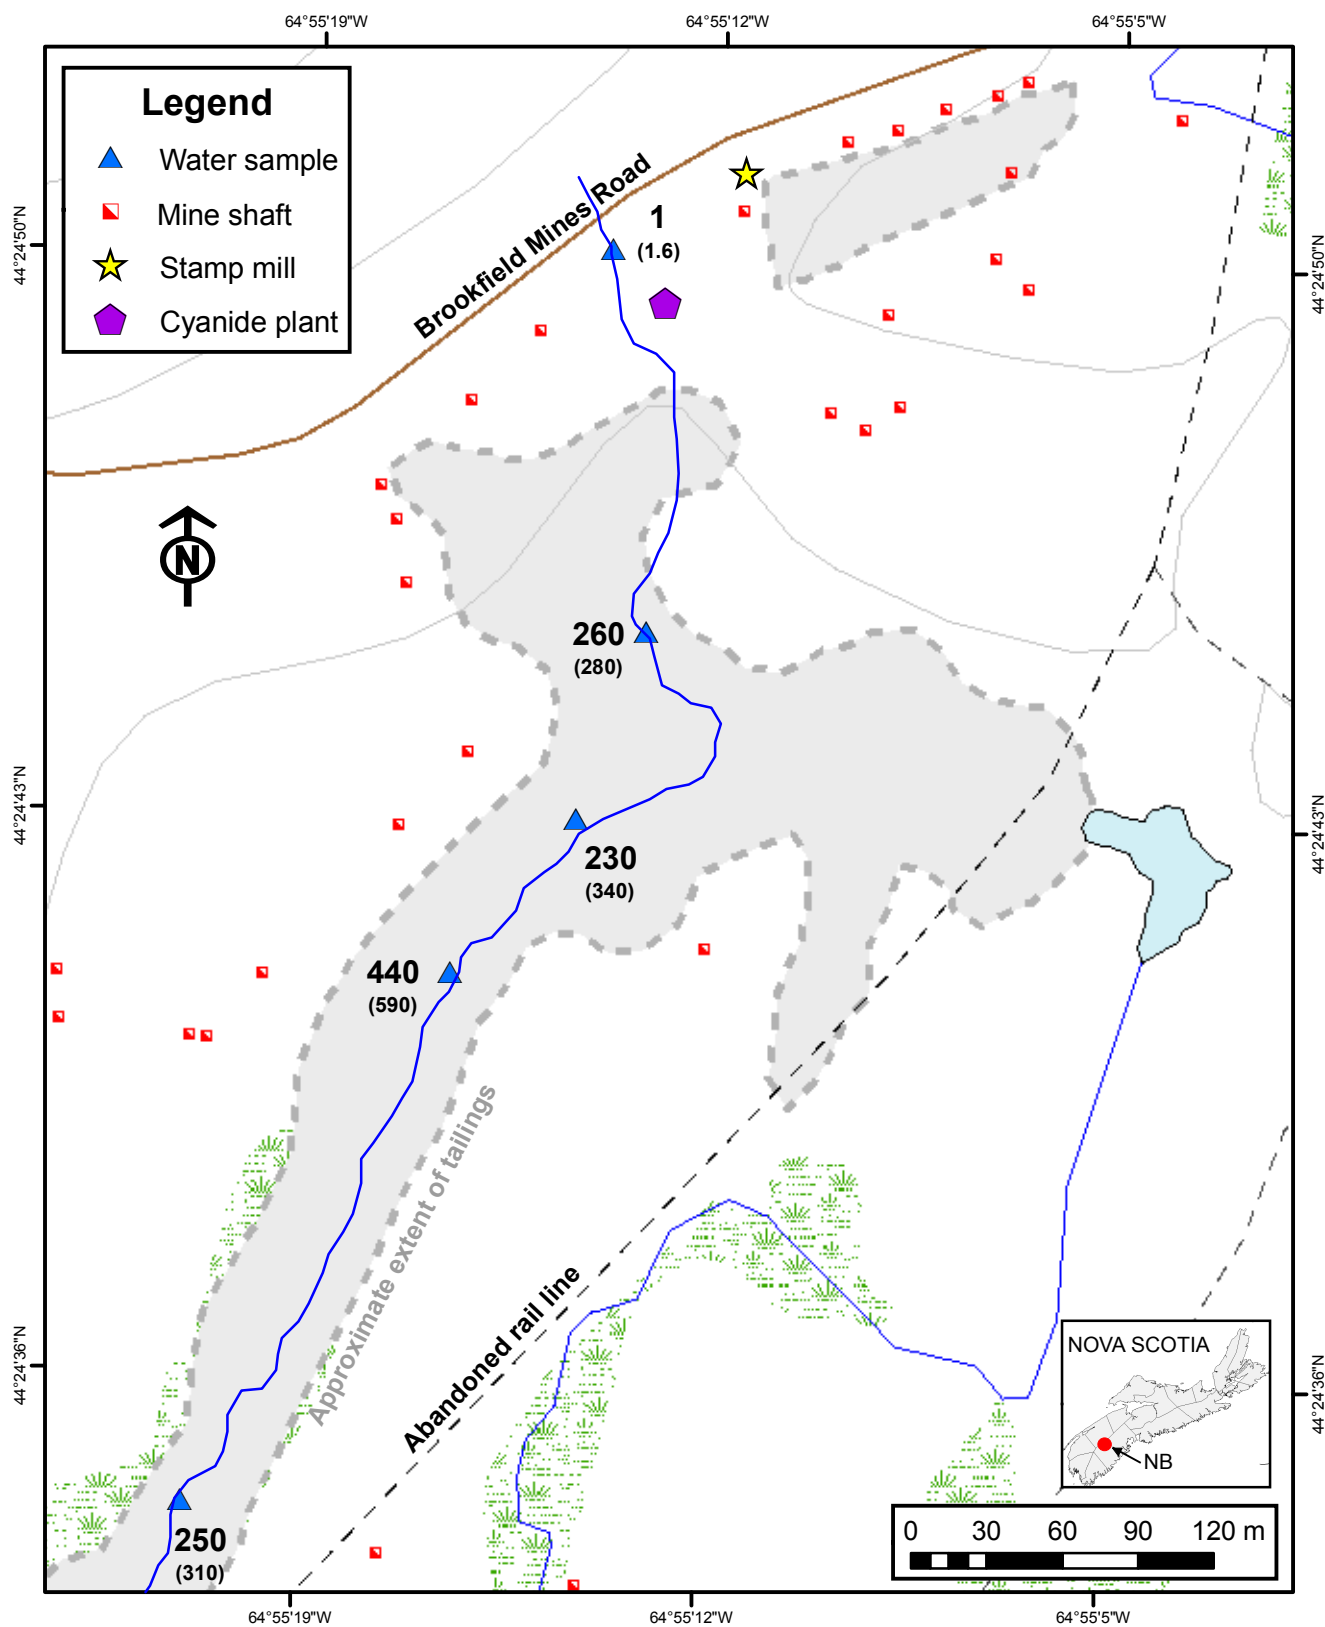 64°55'19"W
64°55'12"W
64°55'5"W
Legend
Water sample
Mine shaft
Stamp mill
Cyanide plant
Brookfield Mines Road
1
(1.6)
44°24'50"N
44°24'50"N
N
260
(280)
44°24'43"N
44°24'43"N
230
(340)
440
(590)
Approximate extent of tailings
Abandoned rail line
NOVA SCOTIA
NB
44°24'36"N
44°24'36"N
250
(310)
0 30 60 90 120 m
64°55'19"W
64°55'12"W
64°55'5"W